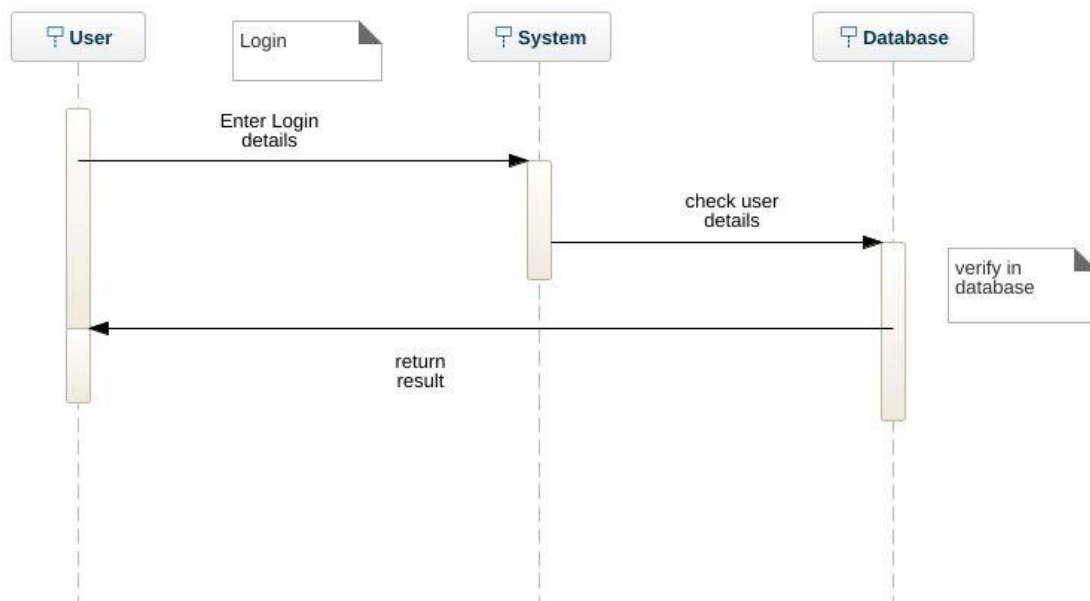 User
Login
System
Database
Enter Login
details
check user
details
verify in
database
return
result